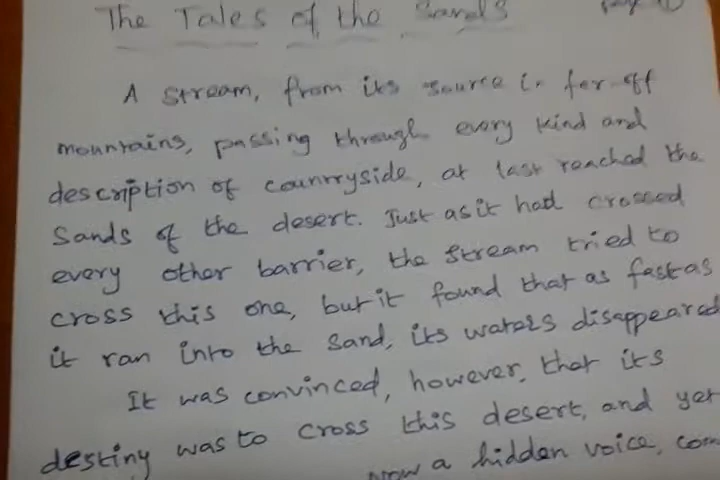 The Tales of the Sands
A stream, from its source in far-off
mountains, passing through every kind and
description of countryside, at last reached the
Sands of the desert. Just as it had crossed
every other barrier, the stream tried to
cross this one, but it found that as fast as
it ran into the sand, its waters disappeared
It was convinced, however, that its
destiny was to cross this desert, and yet
now a hidden voice,